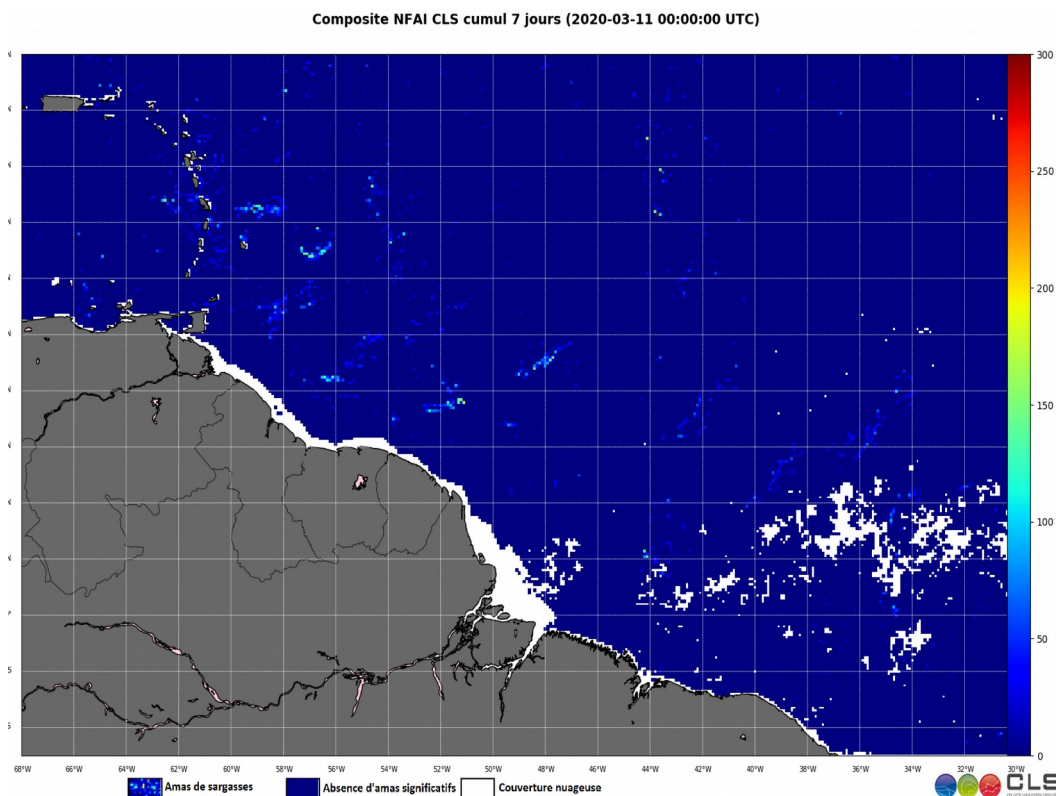 Composite NFAI CLS cumul 7 jours (2020-03-11 00:00:00 UTC)
300
250
200
150
100
50
0
N
N
N
N
N
N
N
N
N
N
S
S
68°W 66°W 64°W 62°W 60°W 58°W 56°W 54°W 52°W 50°W 48°W 46°W 44°W 42°W 40°W 38°W 36°W 34°W 32°W 30°W
Amas de sargasses Absence d'amas significatifs Couverture nuageuse
CLS